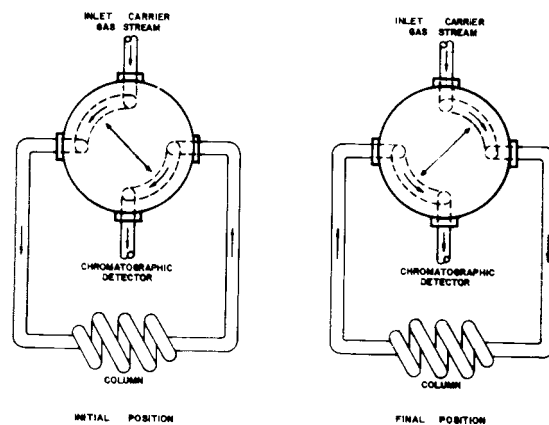 INLET CARRIER
GAS STREAM
CHROMATOGRAPHIC
DETECTOR
COLUMN
INITIAL POSITION
INLET CARRIER
GAS STREAM
CHROMATOGRAPHIC
DETECTOR
COLUMN
FINAL POSITION